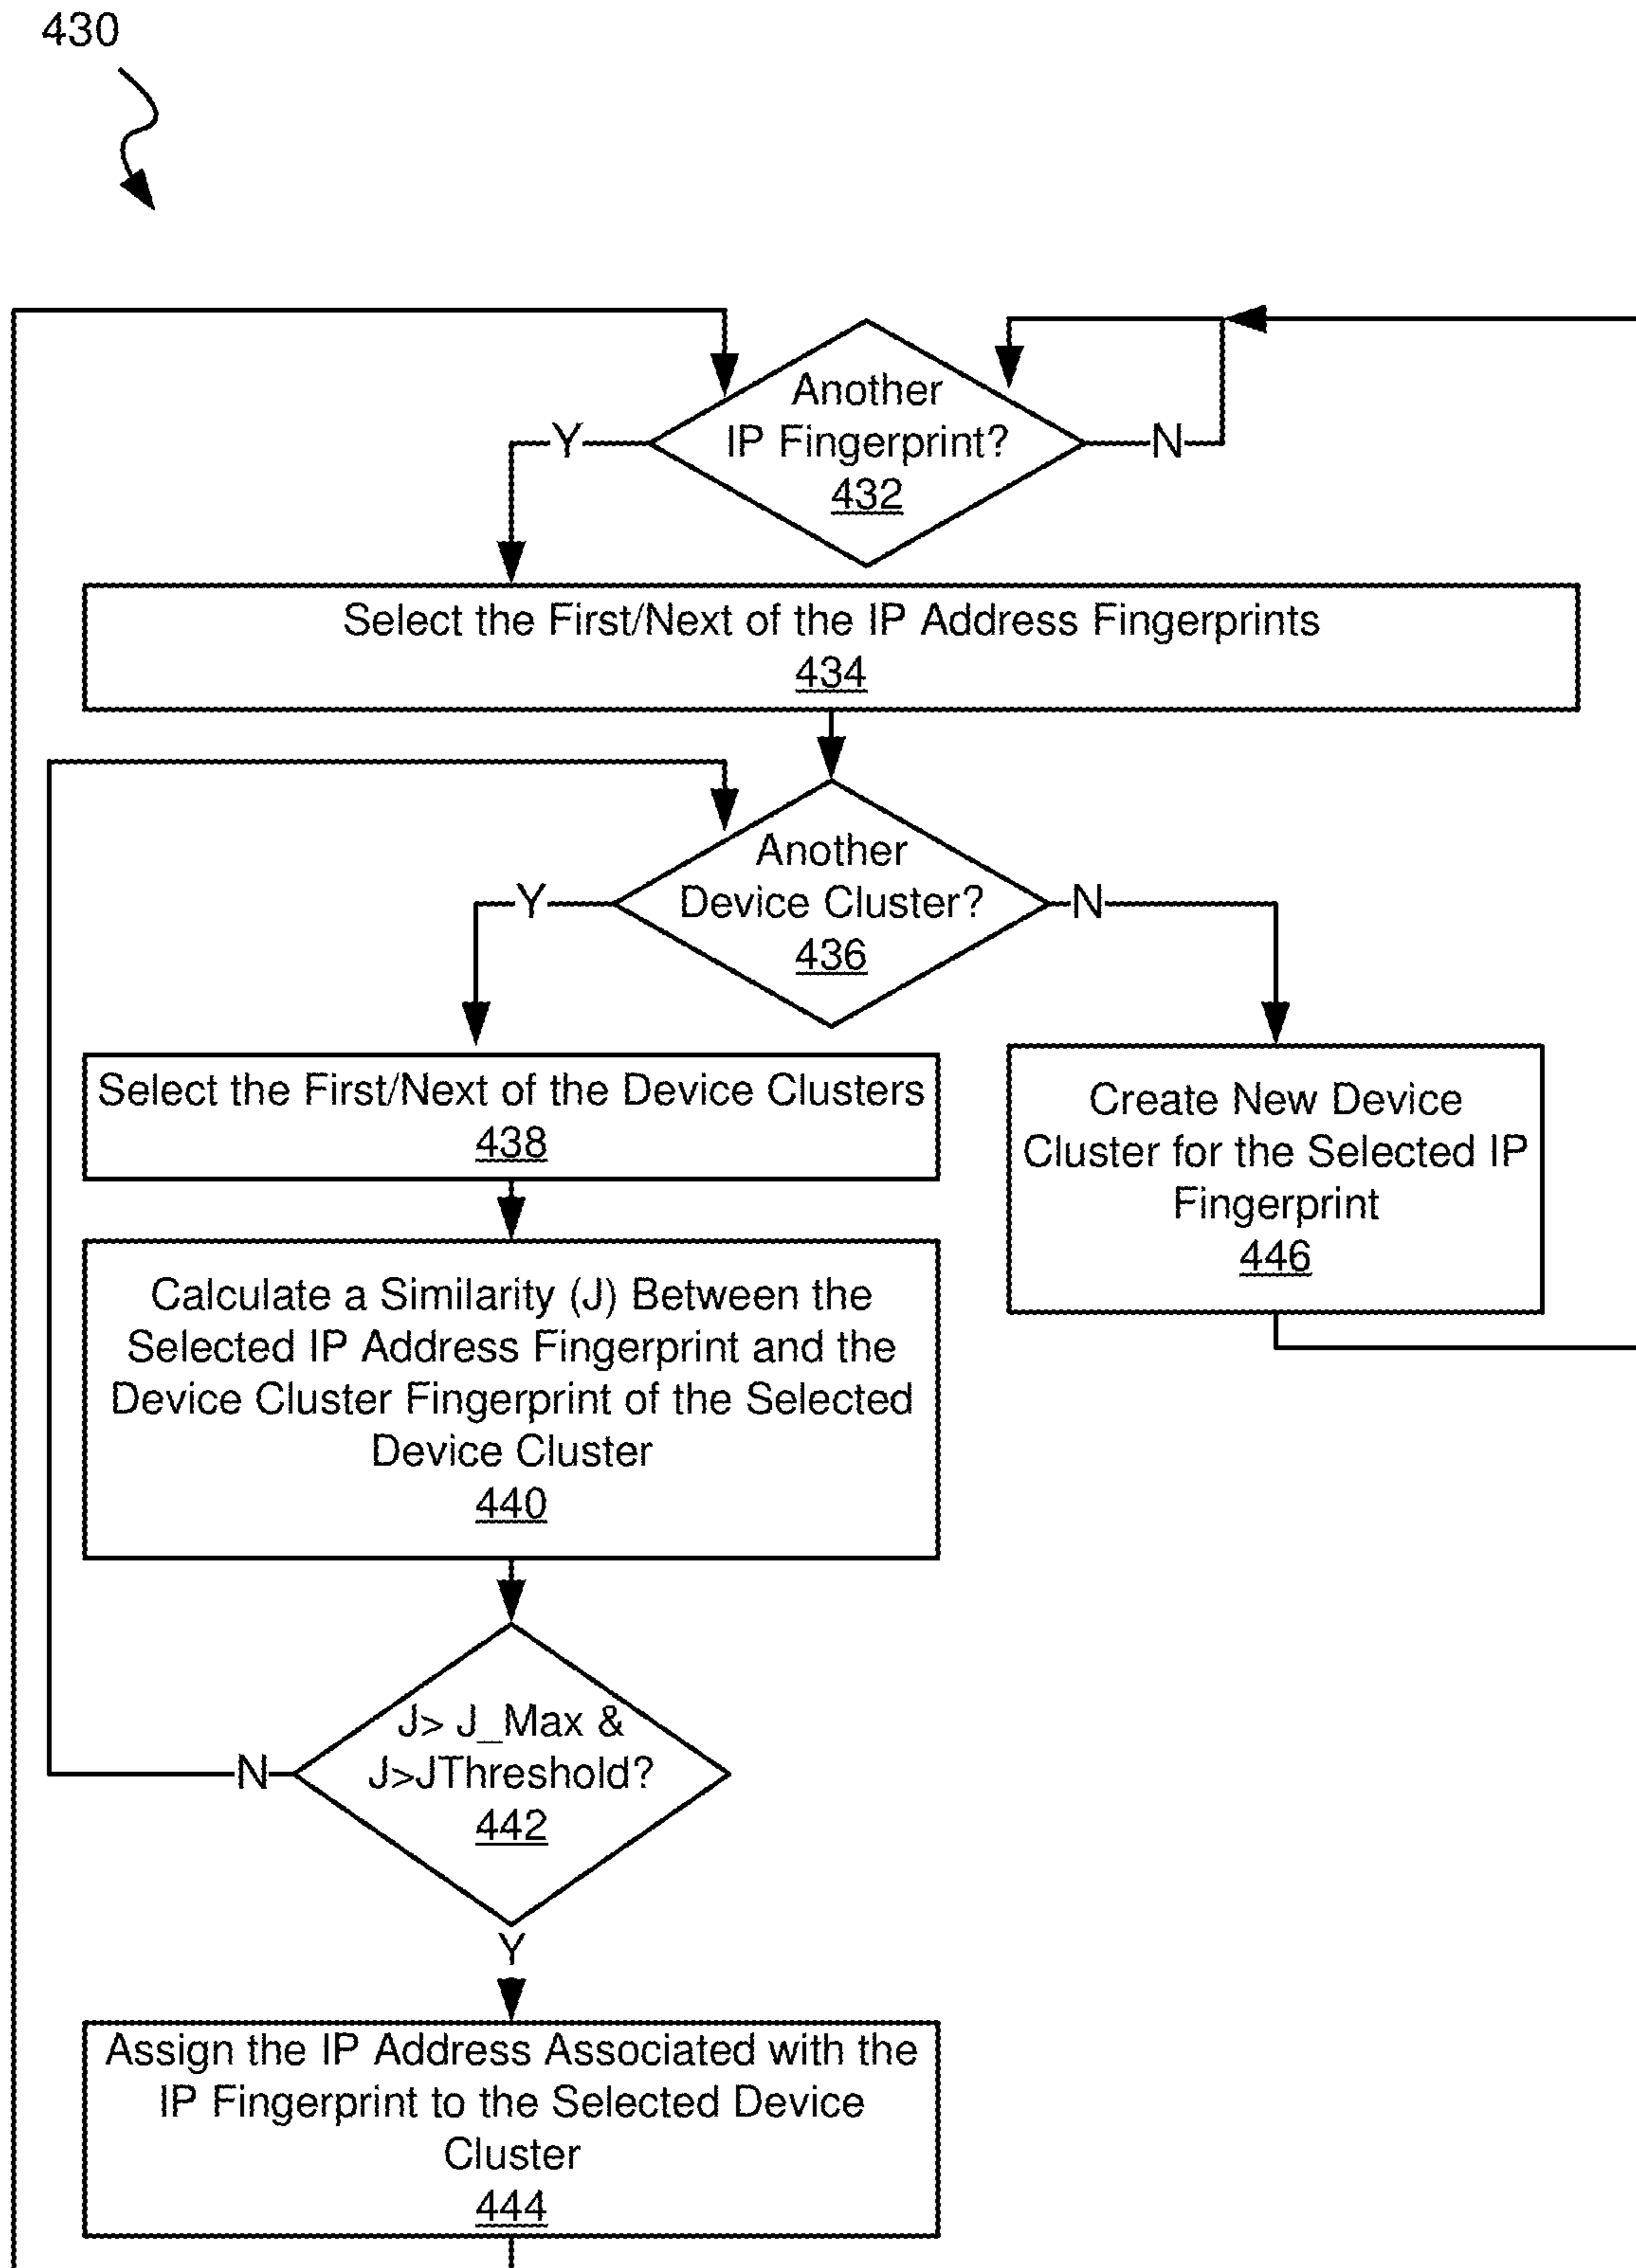 430
Another
IP Fingerprint?
432
Y
N
Select the First/Next of the IP Address Fingerprints
434
Another
Device Cluster?
436
Y
N
Select the First/Next of the Device Clusters
438
Create New Device
Cluster for the Selected IP
Fingerprint
446
Calculate a Similarity (J) Between the
Selected IP Address Fingerprint and the
Device Cluster Fingerprint of the Selected
Device Cluster
440
J> J_Max &
J>JThreshold?
442
N
Y
Assign the IP Address Associated with the
IP Fingerprint to the Selected Device
Cluster
444